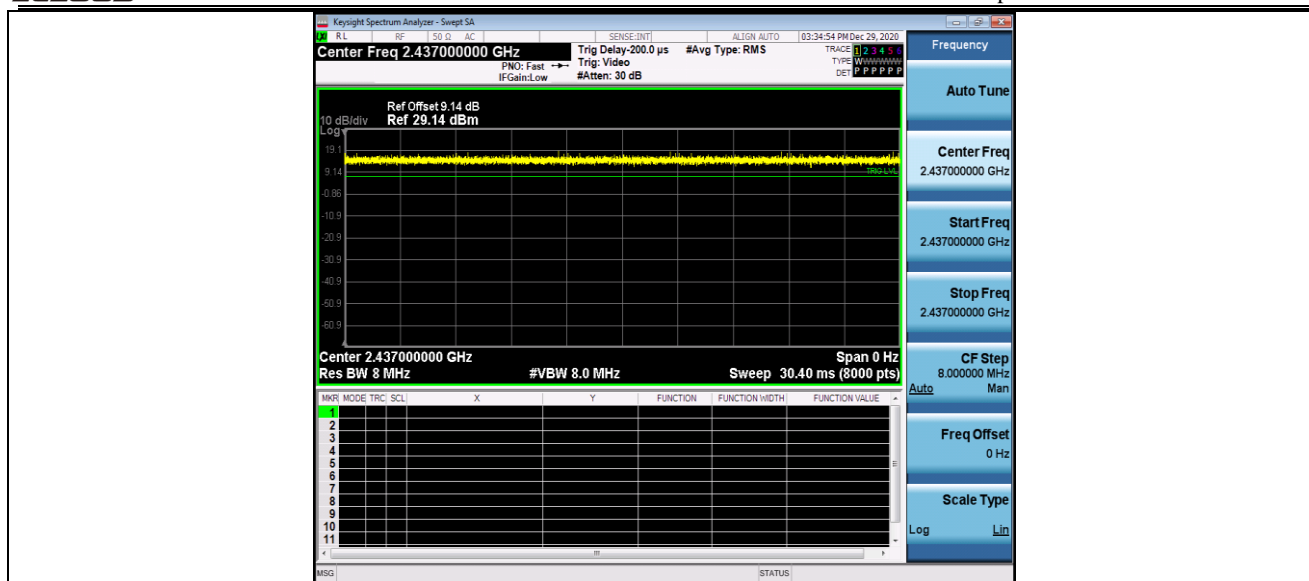 Keysight Spectrum Analyzer - Swept SA
LXI RL RF 50 Ω AC SENSE:INT ALIGN AUTO 03:34:54 PM Dec 29, 2020
Center Freq 2.437000000 GHz
Trig Delay-200.0 µs #Avg Type: RMS
PNO: Fast Trig: Video
IFGain:Low #Atten: 30 dB
TRACE 1 2 3 4 5 6
TYPE WWWWWW
DET P P P P P P
Ref Offset 9.14 dB
10 dB/div Ref 29.14 dBm
Log
19.1
9.14
TRIG LVL
-0.86
-10.9
-20.9
-30.9
-40.9
-50.9
-60.9
Center 2.437000000 GHz Span 0 Hz
Res BW 8 MHz #VBW 8.0 MHz Sweep 30.40 ms (8000 pts)
MKR MODE TRC SCL X Y FUNCTION FUNCTION WIDTH FUNCTION VALUE
1
2
3
4
5
6
7
8
9
10
11
MSG STATUS
Frequency
Auto Tune
Center Freq
2.437000000 GHz
Start Freq
2.437000000 GHz
Stop Freq
2.437000000 GHz
CF Step
8.000000 MHz
Auto Man
Freq Offset
0 Hz
Scale Type
Log Lin